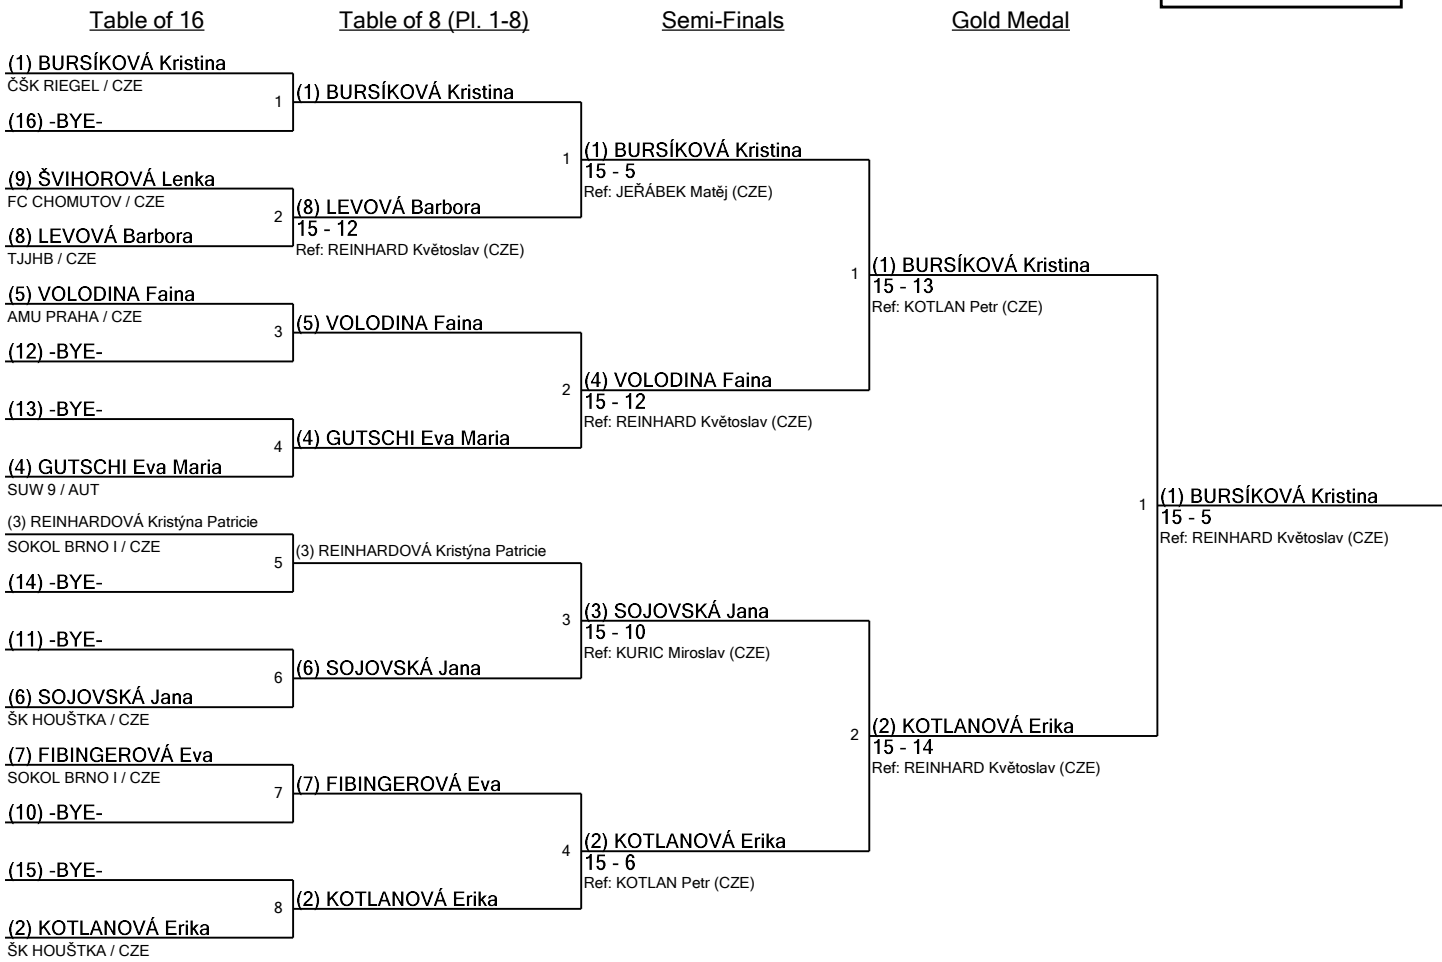 Table of 16
Table of 8 (Pl. 1-8)
Semi-Finals
Gold Medal
(1) BURSÍKOVÁ Kristina
ČŠK RIEGEL / CZE
1
(16) -BYE-
(9) ŠVIHOROVÁ Lenka
FC CHOMUTOV / CZE
2
(8) LEVOVÁ Barbora
TJJHB / CZE
(5) VOLODINA Faina
AMU PRAHA / CZE
3
(12) -BYE-
(13) -BYE-
4
(4) GUTSCHI Eva Maria
SUW 9 / AUT
(3) REINHARDOVÁ Kristýna Patricie
SOKOL BRNO I / CZE
5
(14) -BYE-
(11) -BYE-
6
(6) SOJOVSKÁ Jana
ŠK HOUŠTKA / CZE
(7) FIBINGEROVÁ Eva
SOKOL BRNO I / CZE
7
(10) -BYE-
(15) -BYE-
8
(2) KOTLANOVÁ Erika
ŠK HOUŠTKA / CZE
(1) BURSÍKOVÁ Kristina
1
(8) LEVOVÁ Barbora
15 - 12
Ref: REINHARD Květoslav (CZE)
(5) VOLODINA Faina
2
(4) GUTSCHI Eva Maria
(3) REINHARDOVÁ Kristýna Patricie
3
(6) SOJOVSKÁ Jana
(7) FIBINGEROVÁ Eva
4
(2) KOTLANOVÁ Erika
(1) BURSÍKOVÁ Kristina
15 - 5
Ref: JEŘÁBEK Matěj (CZE)
1
(4) VOLODINA Faina
15 - 12
Ref: REINHARD Květoslav (CZE)
(3) SOJOVSKÁ Jana
15 - 10
Ref: KURIC Miroslav (CZE)
2
(2) KOTLANOVÁ Erika
15 - 6
Ref: KOTLAN Petr (CZE)
(1) BURSÍKOVÁ Kristina
15 - 13
Ref: KOTLAN Petr (CZE)
1
(2) KOTLANOVÁ Erika
15 - 14
Ref: REINHARD Květoslav (CZE)
(1) BURSÍKOVÁ Kristina
15 - 5
Ref: REINHARD Květoslav (CZE)